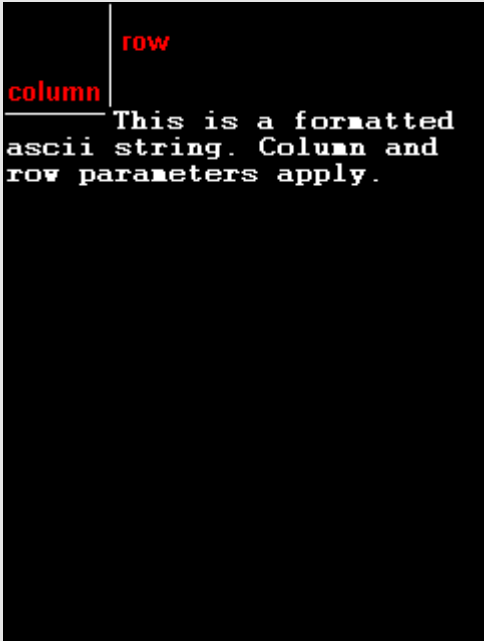 row
column
This is a formatted
ascii string. Column and
row parameters apply.